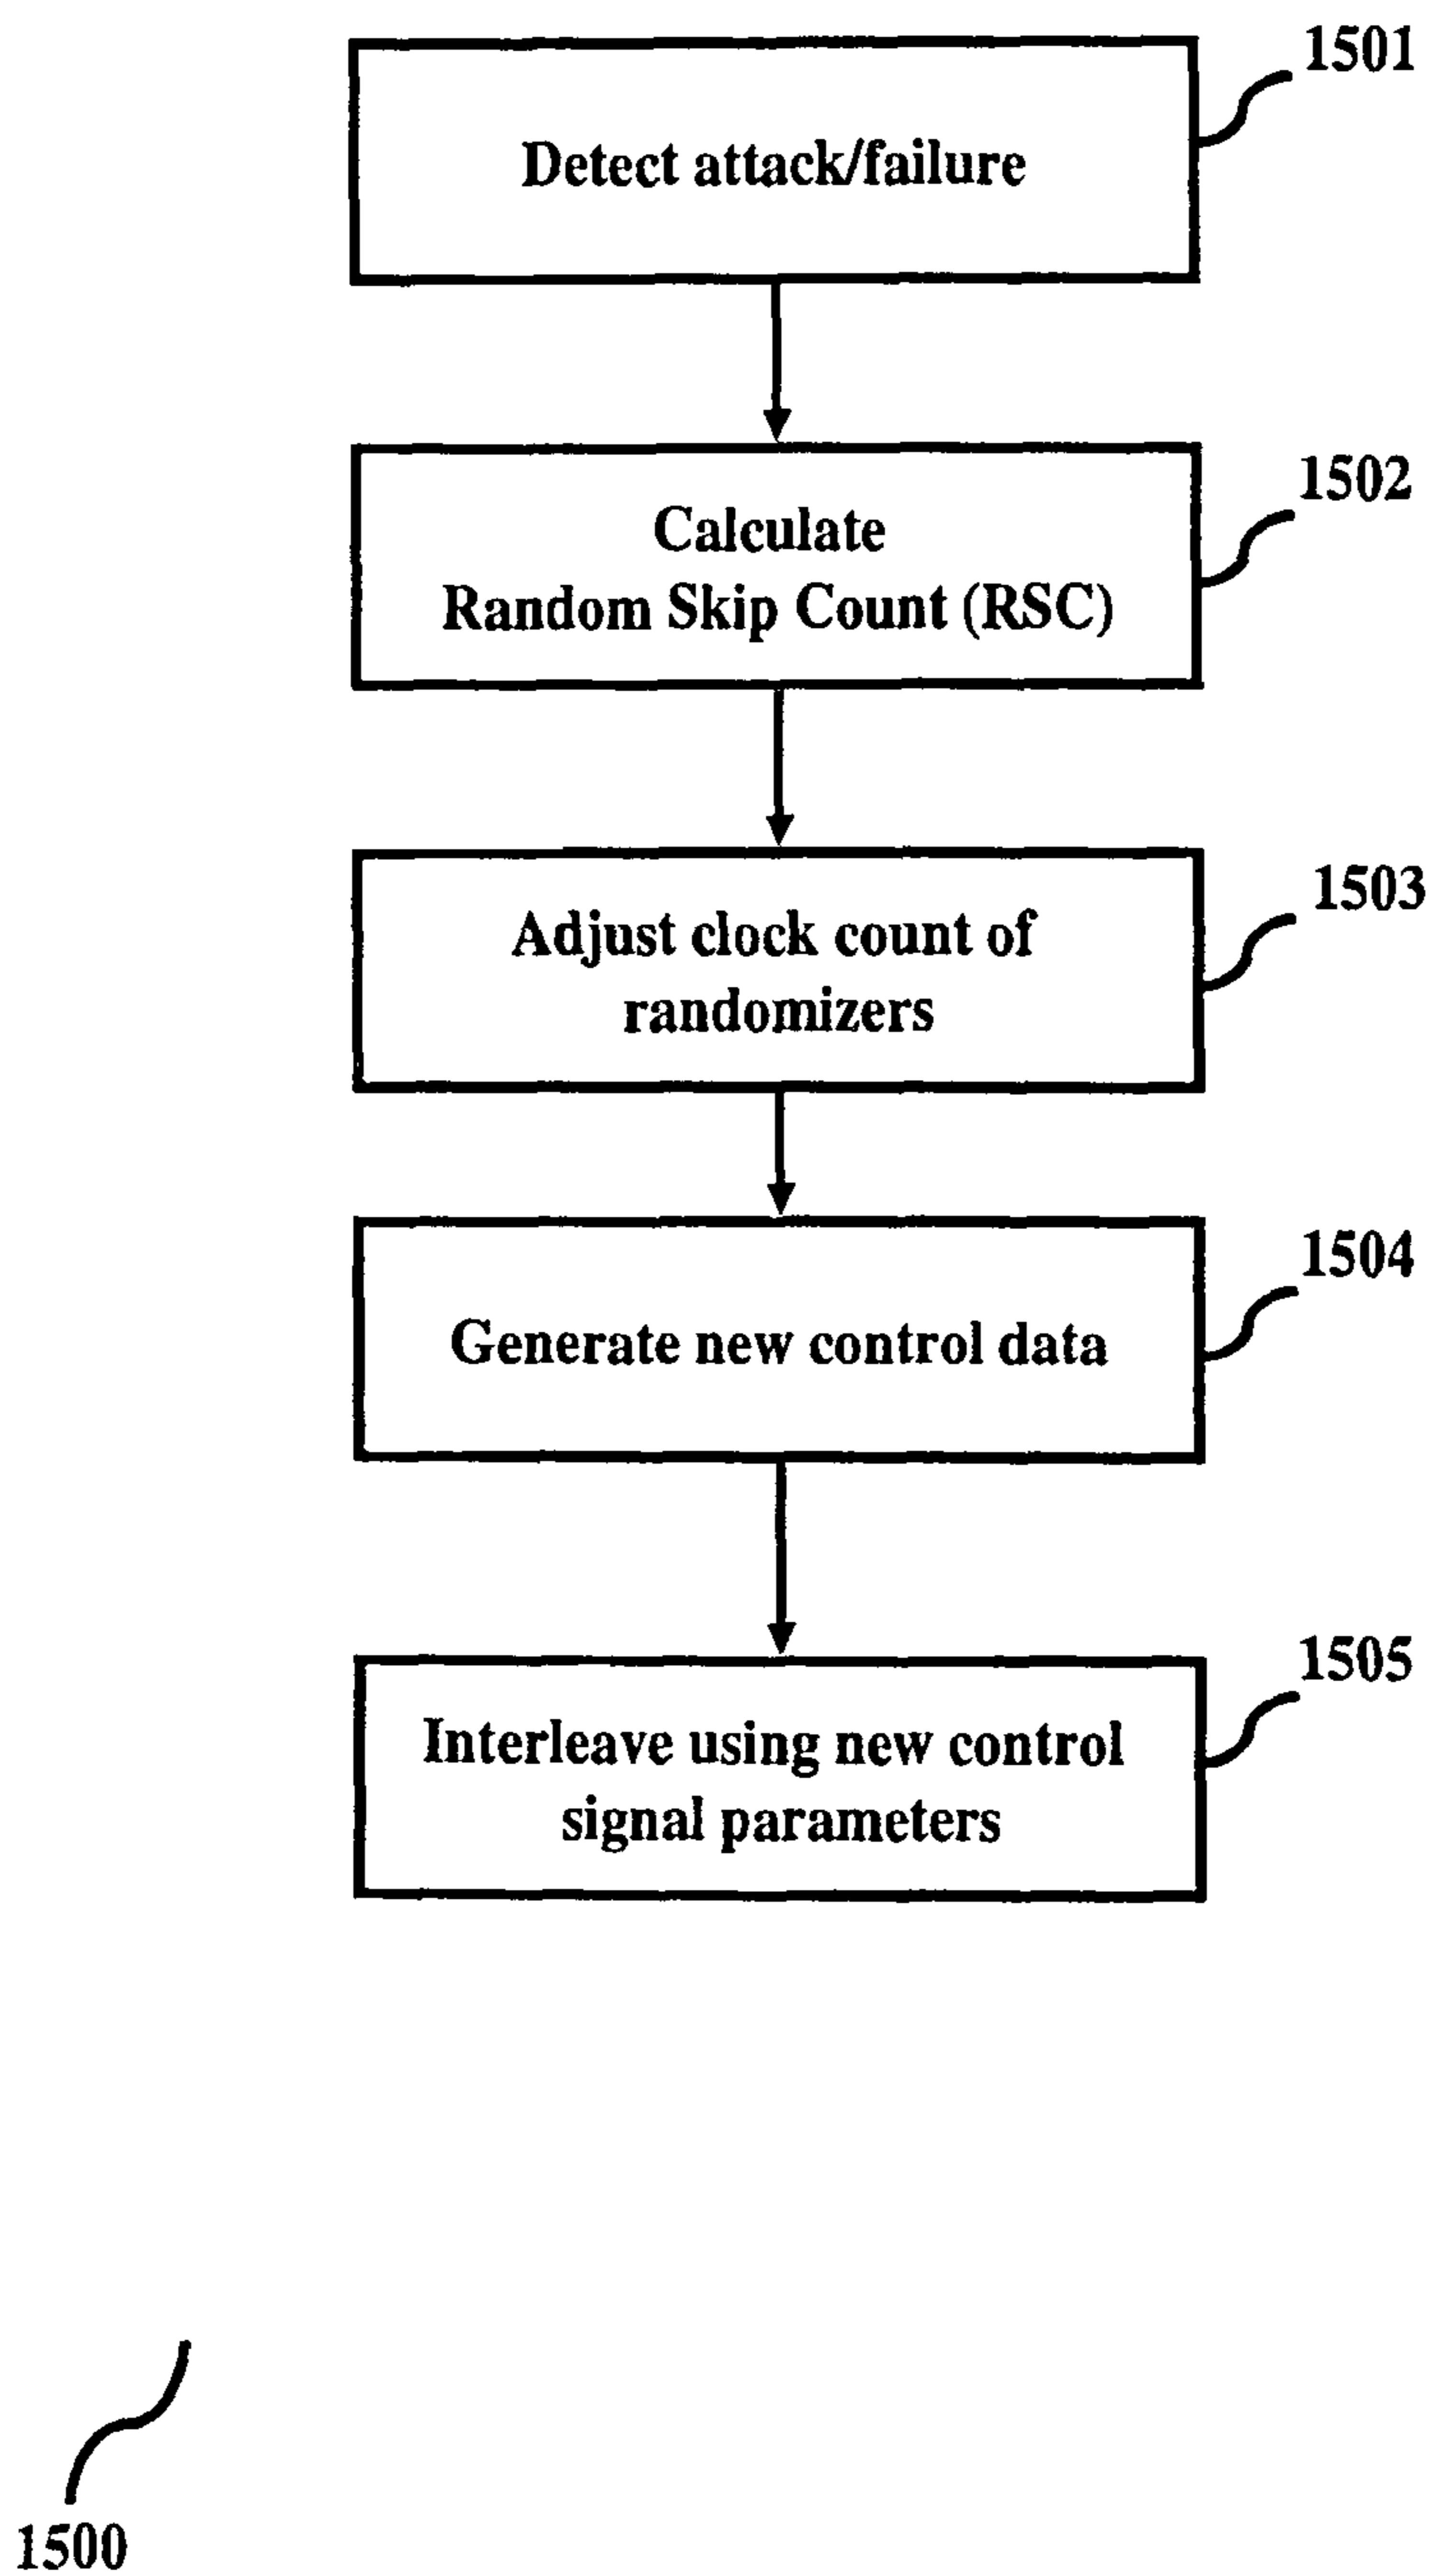 1501
Detect attack/failure
1502
Calculate
Random Skip Count (RSC)
1503
Adjust clock count of
randomizers
1504
Generate new control data
1505
Interleave using new control
signal parameters
1500